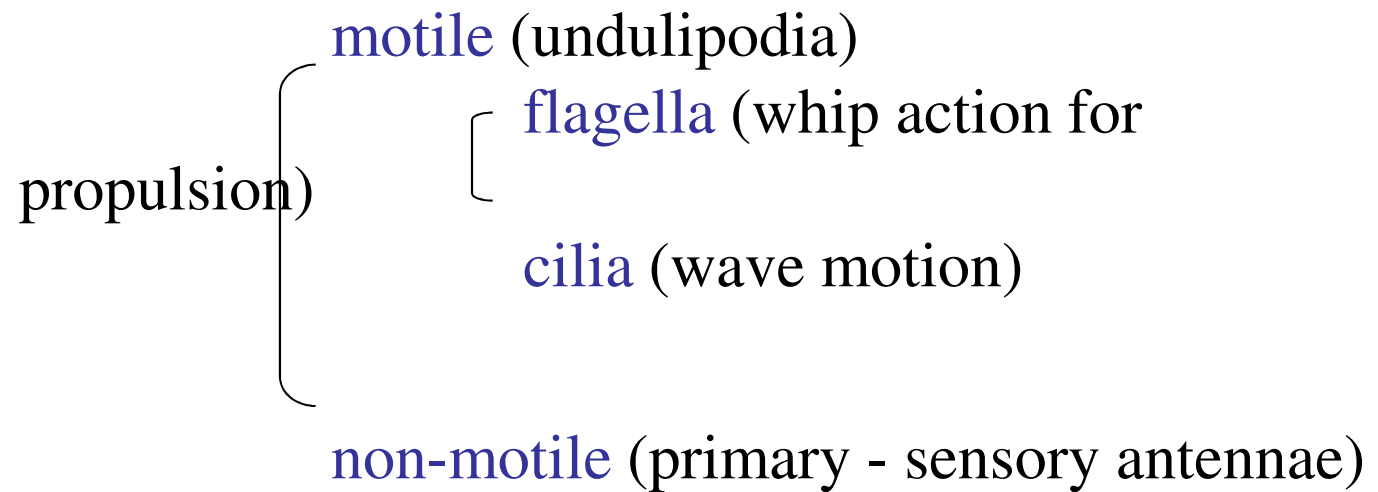 motile (undulipodia)
flagella (whip action for
propulsion)
cilia (wave motion)
non-motile (primary - sensory antennae)